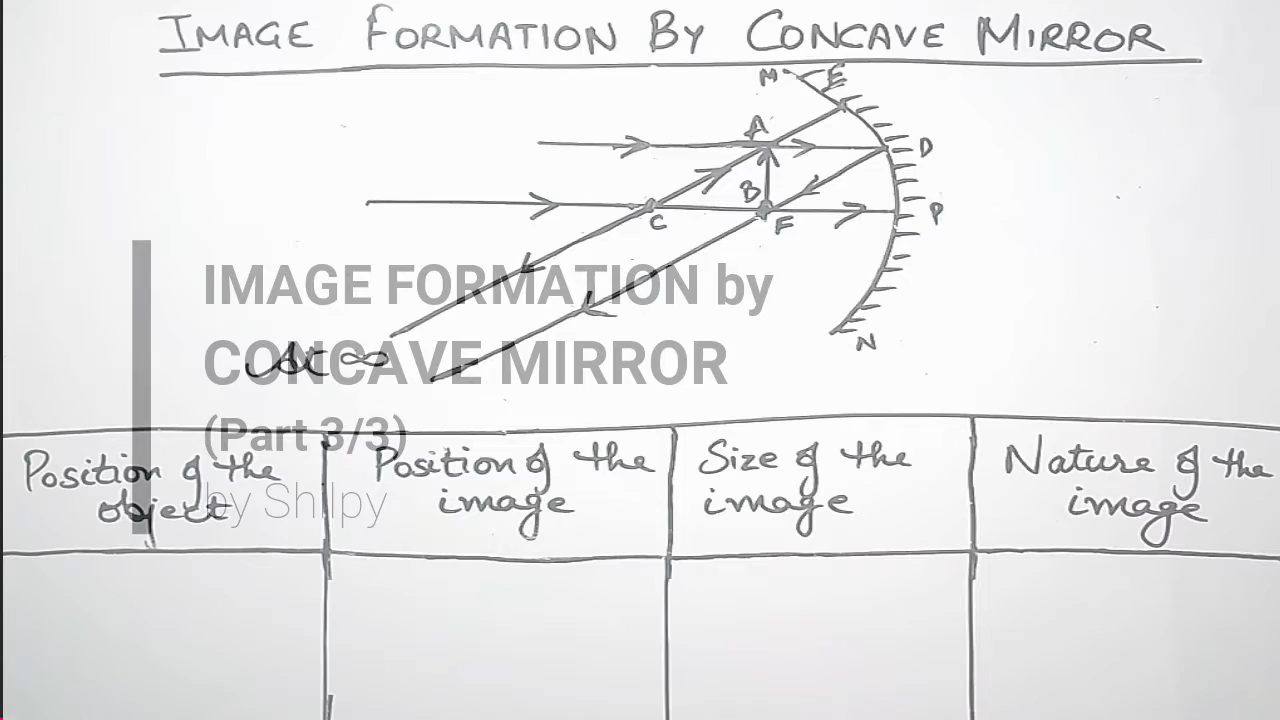 IMAGE FORMATION BY CONCAVE MIRROR
M
E
A
D
B
C
F
P
N
IMAGE FORMATION by
CONCAVE MIRROR
At ∞
(Part 3/3)
by Shilpy
Position of the
object
Position of the
image
Size of the
image
Nature of the
image